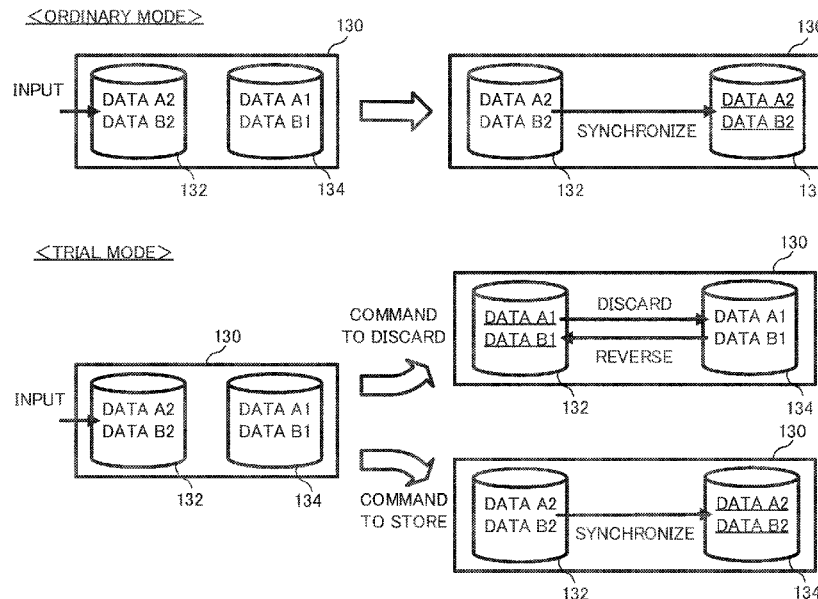 <ORDINARY MODE>
130
INPUT
DATA A2
DATA B2
DATA A1
DATA B1
132
134
DATA A2
DATA B2
SYNCHRONIZE
DATA A2
DATA B2
132
<TRIAL MODE>
130
INPUT
DATA A2
DATA B2
DATA A1
DATA B1
132
134
COMMAND
TO DISCARD
130
DATA A1
DATA B1
DISCARD
REVERSE
DATA A1
DATA B1
132
134
COMMAND
TO STORE
130
DATA A2
DATA B2
SYNCHRONIZE
DATA A2
DATA B2
132
134